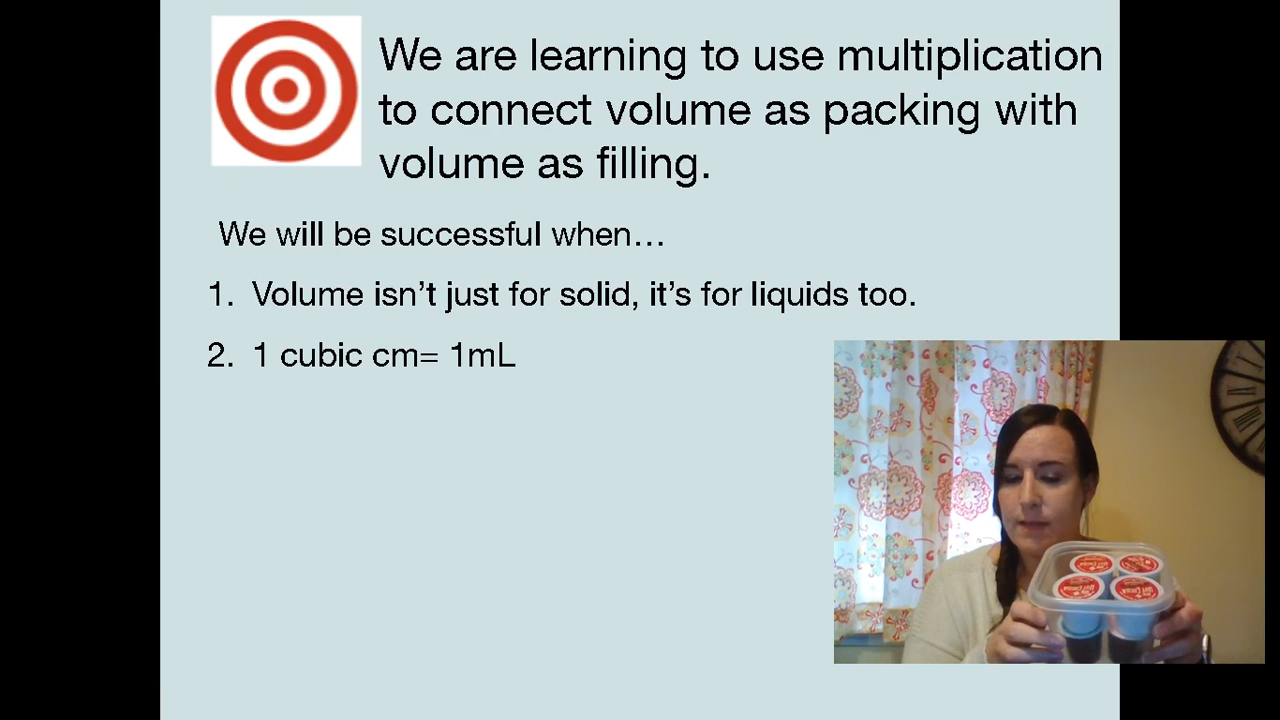 We are learning to use multiplication
to connect volume as packing with
volume as filling.
We will be successful when…
1. Volume isn’t just for solid, it’s for liquids too.
2. 1 cubic cm= 1mL